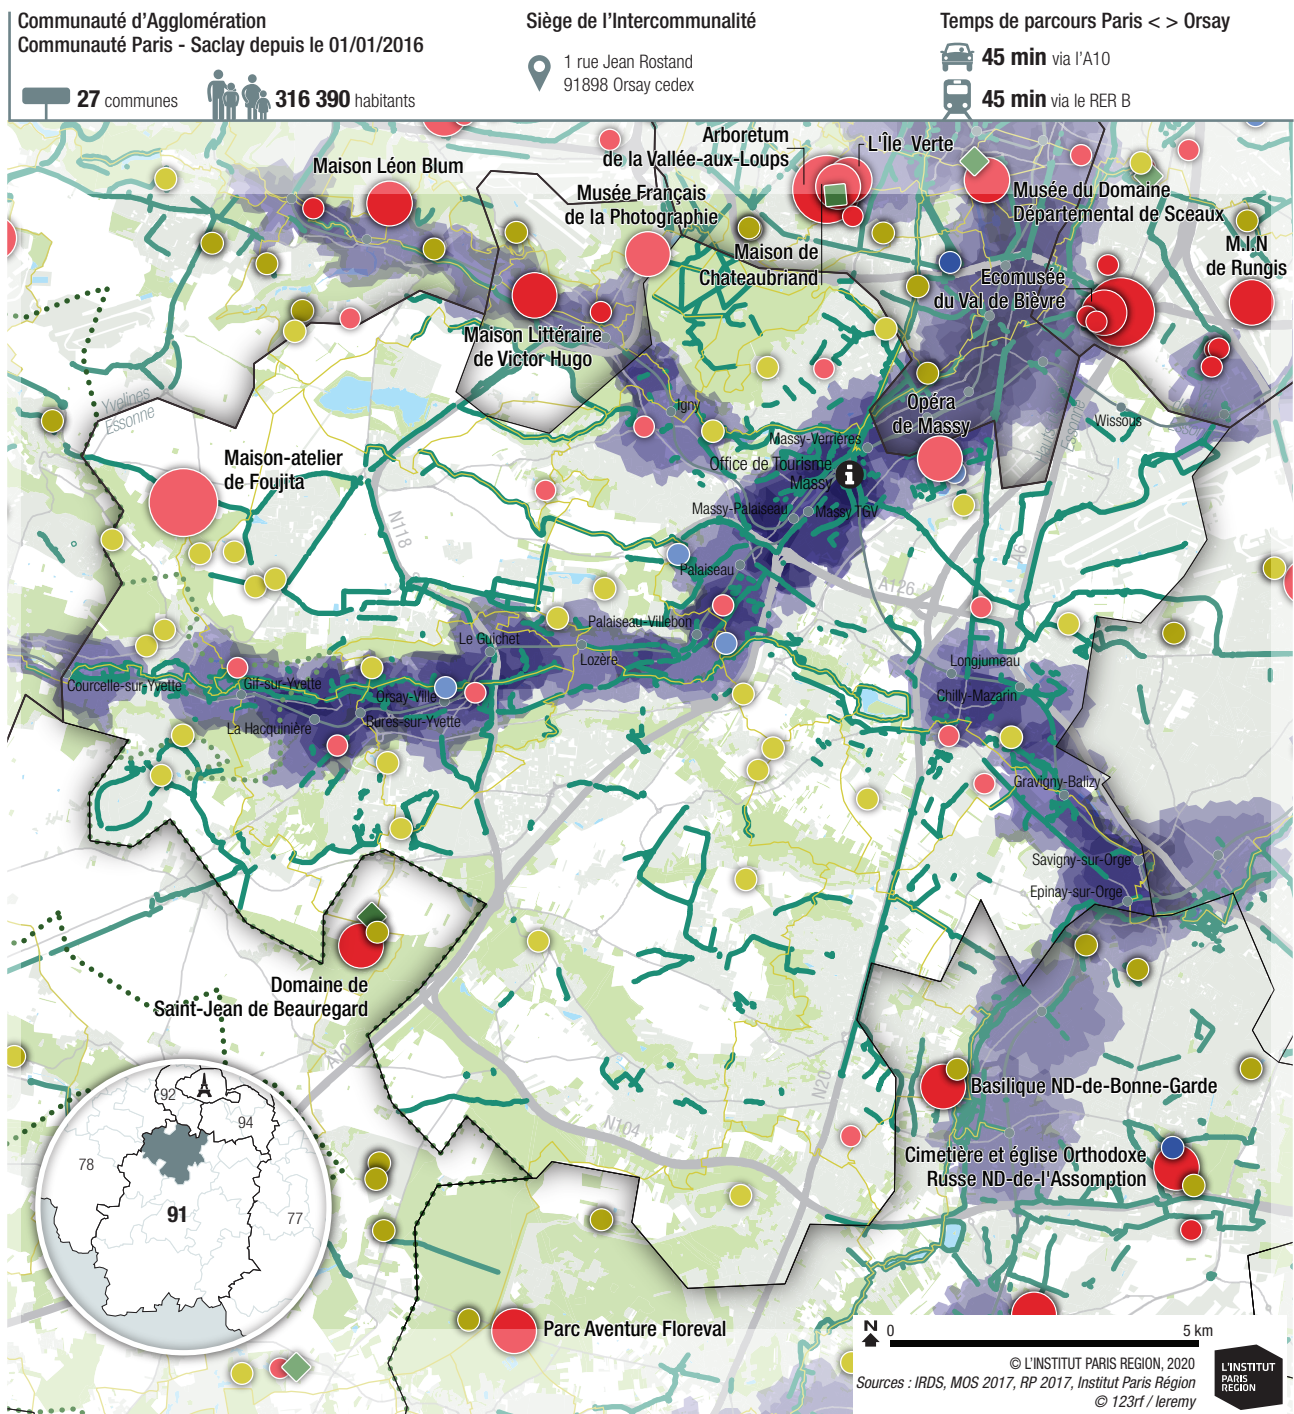 Communauté d'Agglomération
Communauté Paris - Saclay depuis le 01/01/2016
27 communes
316 390 habitants
Siège de l'Intercommunalité
1 rue Jean Rostand
91898 Orsay cedex
Temps de parcours Paris < > Orsay
45 min via l'A10
45 min via le RER B
Arboretum
de la Vallée-aux-Loups
L'Île Verte
Maison Léon Blum
Musée Français
de la Photographie
Musée du Domaine
Départemental de Sceaux
M.I.N
de Rungis
Maison de
Chateaubriand
Ecomusée
du Val de Bièvre
Maison Littéraire
de Victor Hugo
Yvelines
Essonne
Igny
Opéra
de Massy
Hauts
Essonne
Wissous
Massy-Verrières
Maison-atelier
de Foujita
Office de Tourisme
Massy
Massy-Palaiseau
Massy TGV
N118
A6
Palaiseau
A126
Palaiseau-Villebon
Le Guichet
Lozère
Longjumeau
Courcelle-sur-Yvette
Gif-sur-Yvette
Orsay-Ville
Chilly-Mazarin
La Hacquinière
Bures-sur-Yvette
Gravigny-Balizy
Savigny-sur-Orge
Epinay-sur-Orge
Domaine de
Saint-Jean de Beauregard
A10
N20
Basilique ND-de-Bonne-Garde
N104
Cimetière et église Orthodoxe
Russe ND-de-l'Assomption
92
94
78
91
77
Parc Aventure Floreval
N
0
5 km
© L'INSTITUT PARIS REGION, 2020
Sources : IRDS, MOS 2017, RP 2017, Institut Paris Région
© 123rf / leremy
L'INSTITUT
PARIS
REGION